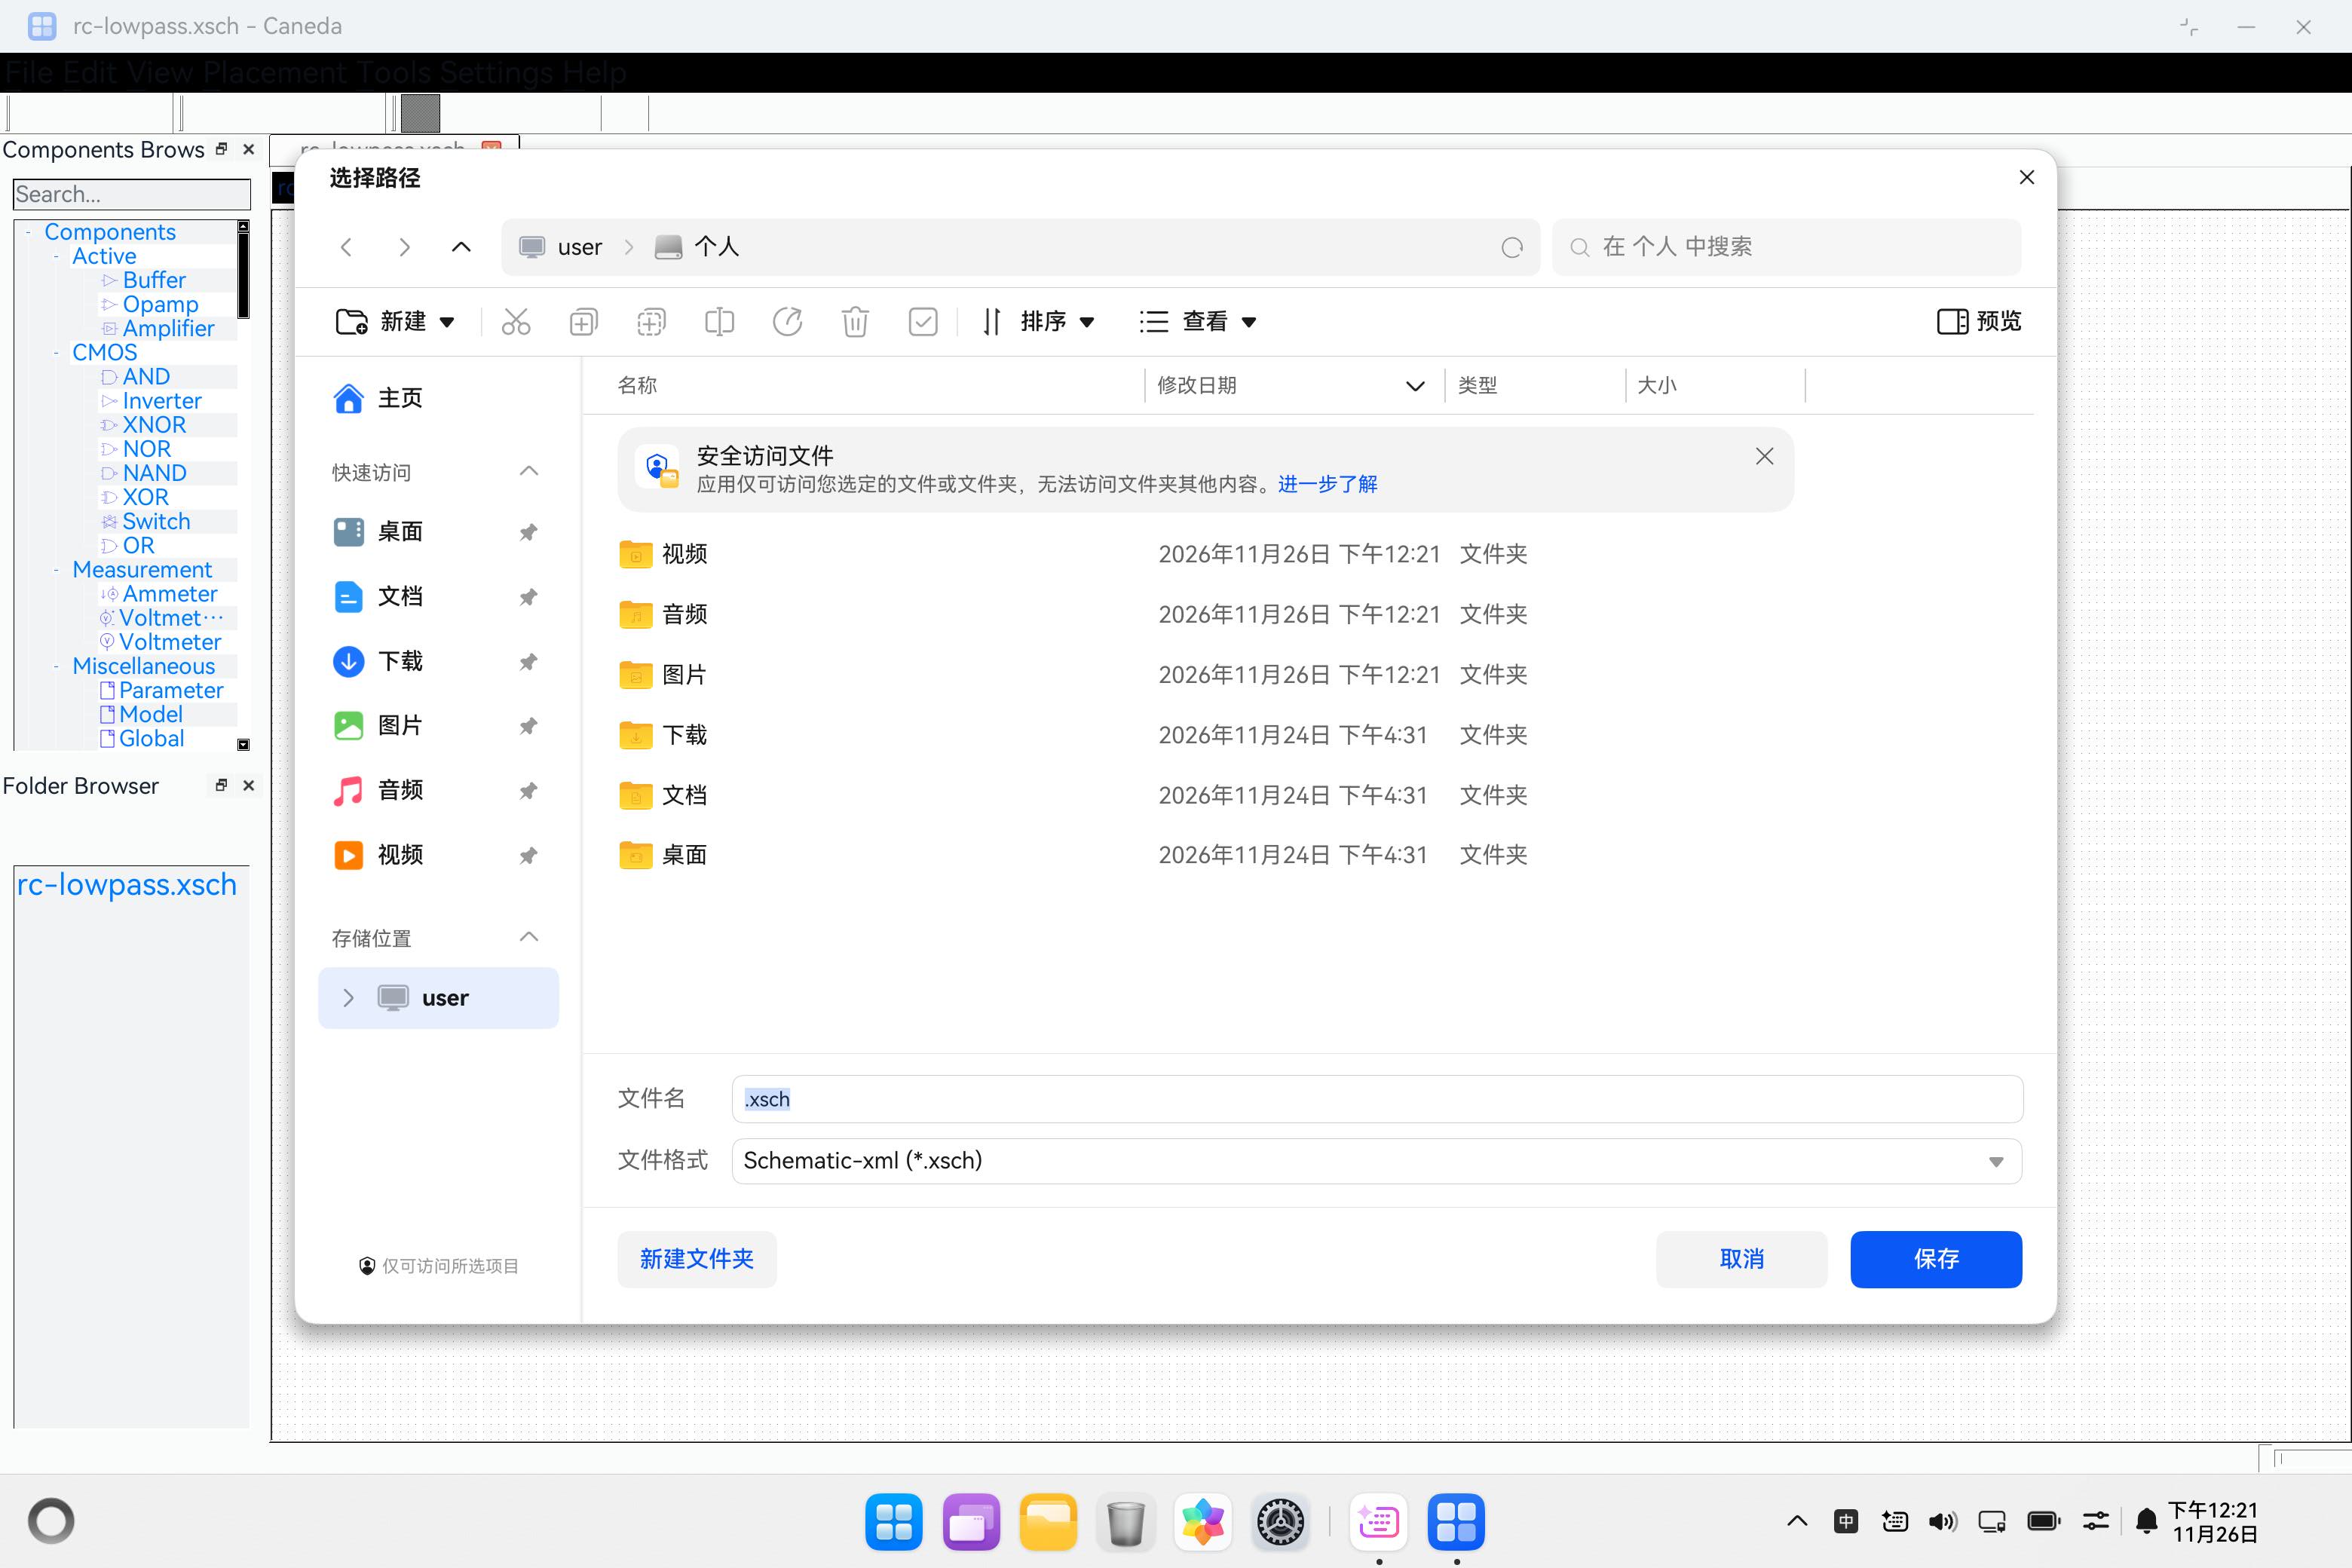 rc-lowpass.xsch - Caneda
File Edit View Placement Tools Settings Help
Components Brows
rc-lowpass.xsch
Search...
Components
Active
Buffer
Opamp
Amplifier
CMOS
AND
Inverter
XNOR
NOR
NAND
XOR
Switch
OR
Measurement
Ammeter
Voltmet···
Voltmeter
Miscellaneous
Parameter
Model
Global
Folder Browser
rc-lowpass.xsch
选择路径
user
个人
在 个人 中搜索
新建
排序
查看
预览
主页
快速访问
桌面
文档
下载
图片
音频
视频
存储位置
user
仅可访问所选项目
名称 修改日期 类型 大小
安全访问文件
应用仅可访问您选定的文件或文件夹，无法访问文件夹其他内容。进一步了解
视频 2026年11月26日 下午12:21 文件夹
音频 2026年11月26日 下午12:21 文件夹
图片 2026年11月26日 下午12:21 文件夹
下载 2026年11月24日 下午4:31 文件夹
文档 2026年11月24日 下午4:31 文件夹
桌面 2026年11月24日 下午4:31 文件夹
文件名 .xsch
文件格式 Schematic-xml (*.xsch)
新建文件夹 取消 保存
中
下午12:21
11月26日